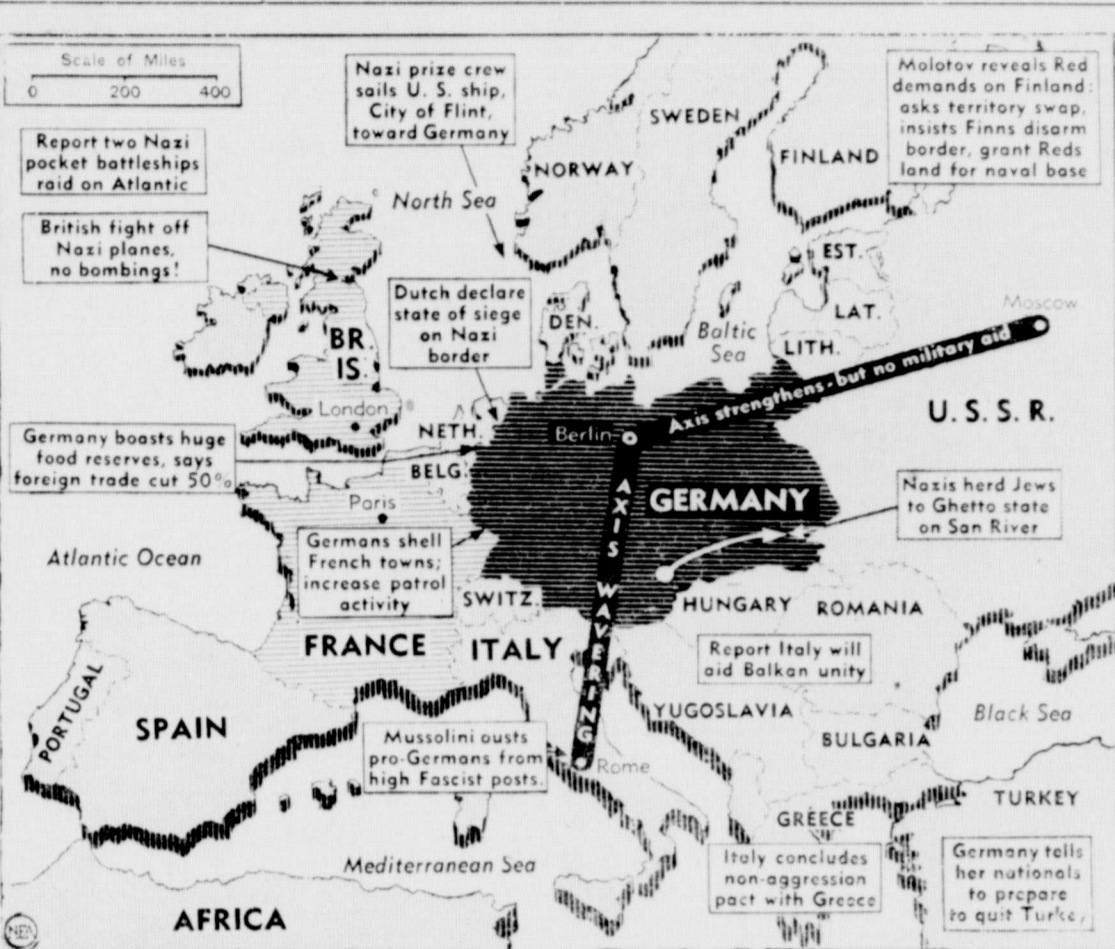 Scale of Miles
0 200 400
Nazi prize crew
sails U. S. ship,
City of Flint,
toward Germany
Molotov reveals Red
demands on Finland:
asks territory swap,
insists Finns disarm
border, grant Reds
land for naval base
Report two Nazi
pocket battleships
raid on Atlantic
British fight off
Nazi planes,
no bombings!
North Sea
NORWAY
SWEDEN
FINLAND
EST.
LAT.
LITH.
Moscow
Dutch declare
state of siege
on Nazi
border
DEN.
Baltic
Sea
BR.
IS.
London
NETH.
BELG.
Berlin
Axis strengthens - but no military aid
U.S.S.R.
Germany boasts huge
food reserves, says
foreign trade cut 50%
Paris
AXIS WAVERING
GERMANY
Nazis herd Jews
to Ghetto state
on San River
Atlantic Ocean
Germans shell
French towns;
increase patrol
activity
SWITZ.
HUNGARY
ROMANIA
FRANCE
ITALY
Report Italy will
aid Balkan unity
PORTUGAL
SPAIN
YUGOSLAVIA
BULGARIA
Black Sea
Mussolini ousts
pro-Germans from
high Fascist posts.
Rome
GREECE
TURKEY
Mediterranean Sea
Italy concludes
non-aggression
pact with Greece
Germany tells
her nationals
to prepare
to quit Turkey
AFRICA
NEA